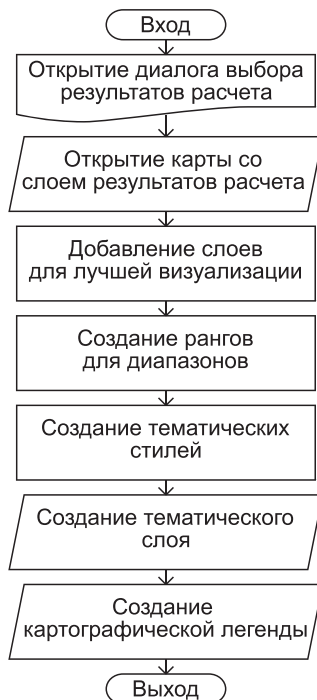 Вход
Открытие диалога выбора
результатов расчета
Открытие карты со
слоем результатов расчета
Добавление слоев
для лучшей визуализации
Создание рангов
для диапазонов
Создание тематических
стилей
Создание тематического
слоя
Создание
картографической легенды
Выход